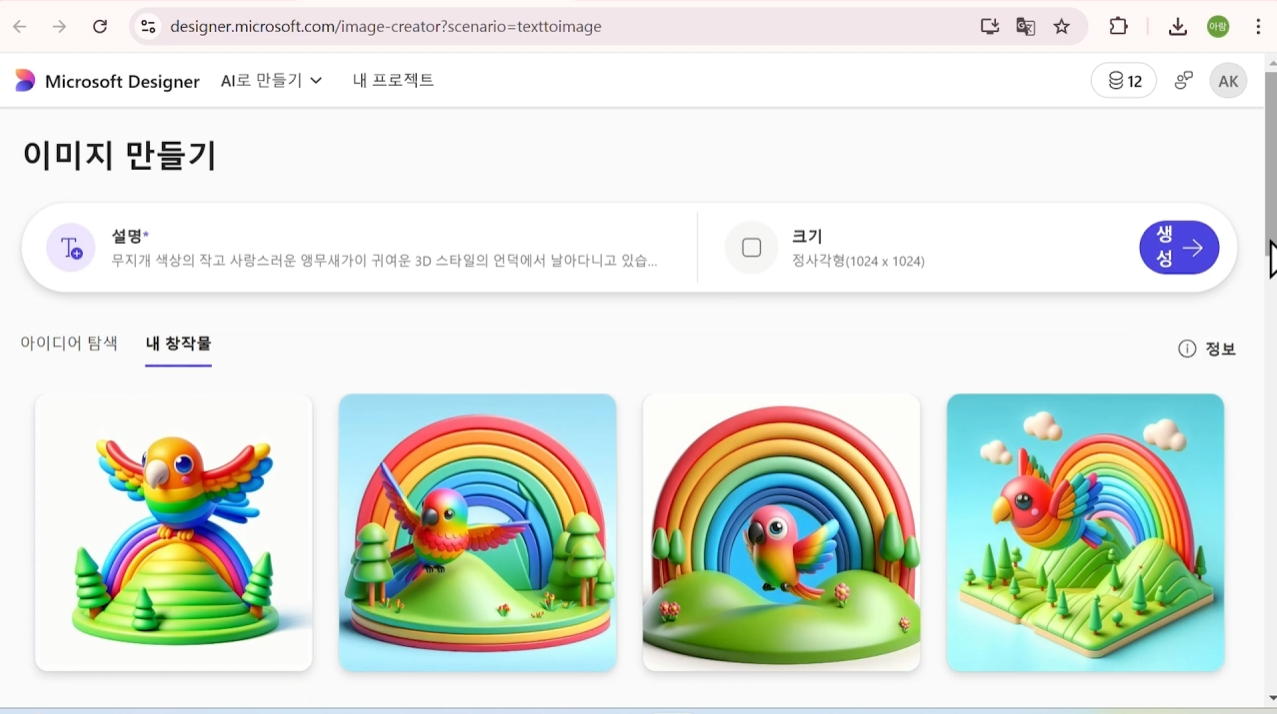 designer.microsoft.com/image-creator?scenario=texttoimage
아람
Microsoft Designer
AI로 만들기
내 프로젝트
12
AK
이미지 만들기
설명*
무지개 색상의 작고 사랑스러운 앵무새가 귀여운 3D 스타일의 언덕에서 날아다니고 있습...
크기
정사각형(1024 x 1024)
생
성
아이디어 탐색
내 창작물
정보